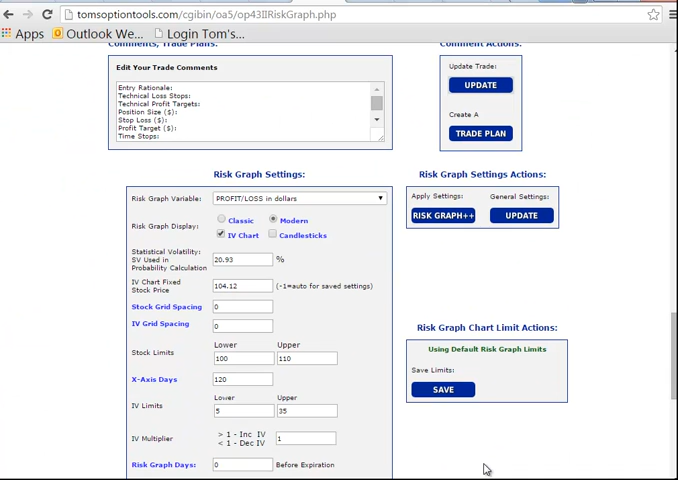 tomsoptiontools.com/cgibin/oa5/op43IIRiskGraph.php
Apps Outlook We... Login Tom's...
Comments, Trade Plans:
Comment Actions:
Edit Your Trade Comments
Entry Rationale:
Technical Loss Stops:
Technical Profit Targets:
Position Size ($):
Stop Loss ($):
Profit Target ($):
Time Stops:
Update Trade:
UPDATE
Create A
TRADE PLAN
Risk Graph Settings:
Risk Graph Variable: PROFIT/LOSS in dollars
Risk Graph Display: Classic Modern
IV Chart Candlesticks
Statistical Volatility:
SV Used in
Probability Calculation
20.93 %
IV Chart Fixed
Stock Price
104.12 (-1=auto for saved settings)
Stock Grid Spacing 0
IV Grid Spacing 0
Lower Upper
Stock Limits 100 110
X-Axis Days 120
Lower Upper
IV Limits 5 35
IV Multiplier > 1 - Inc IV
< 1 - Dec IV
1
Risk Graph Days: 0 Before Expiration
Risk Graph Settings Actions:
Apply Settings: General Settings:
RISK GRAPH++ UPDATE
Risk Graph Chart Limit Actions:
Using Default Risk Graph Limits
Save Limits:
SAVE